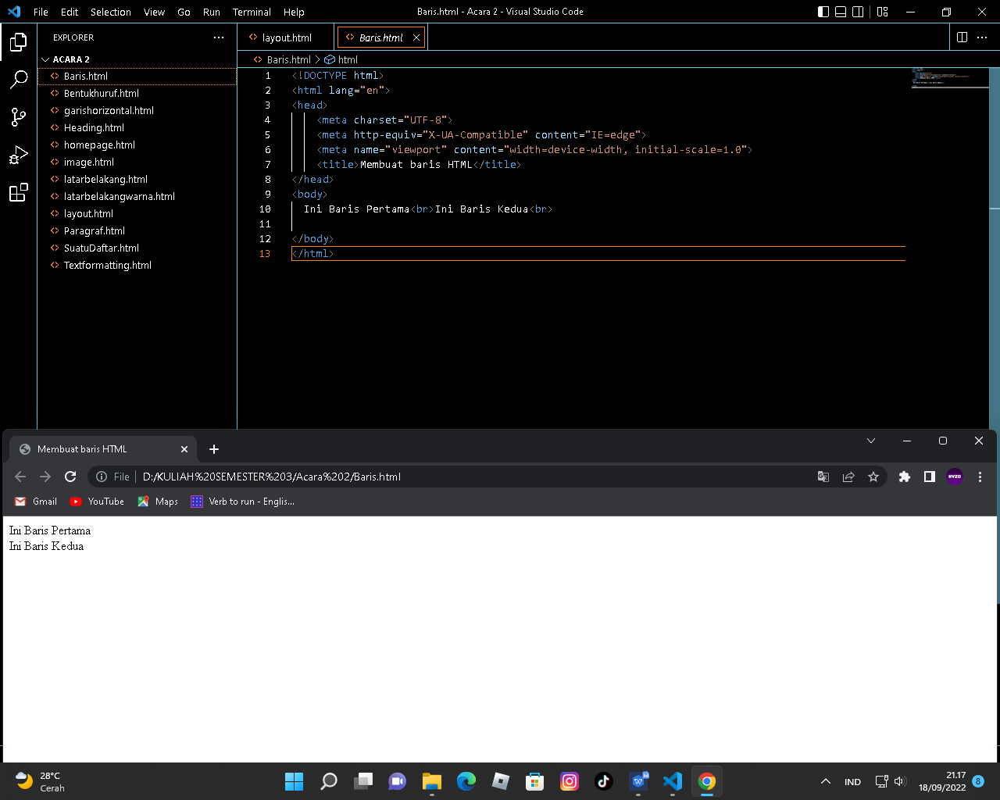 File Edit Selection View Go Run Terminal Help Baris.html - Acara 2 - Visual Studio Code
EXPLORER
layout.html Baris.html
ACARA 2
Baris.html
Bentukhuruf.html
garishorizontal.html
Heading.html
homepage.html
image.html
latarbelakang.html
latarbelakangwarna.html
layout.html
Paragraf.html
SuatuDaftar.html
Textformatting.html
Baris.html > html
1 <!DOCTYPE html>
2 <html lang="en">
3 <head>
4 <meta charset="UTF-8">
5 <meta http-equiv="X-UA-Compatible" content="IE=edge">
6 <meta name="viewport" content="width=device-width, initial-scale=1.0">
7 <title>Membuat baris HTML</title>
8 </head>
9 <body>
10 Ini Baris Pertama<br>Ini Baris Kedua<br>
11
12 </body>
13 </html>
Membuat baris HTML
File D:/KULIAH%20SEMESTER%203/Acara%202/Baris.html
Gmail YouTube Maps Verb to run - Englis...
Ini Baris Pertama
Ini Baris Kedua
28°C
Cerah
IND
21.17
18/09/2022
8